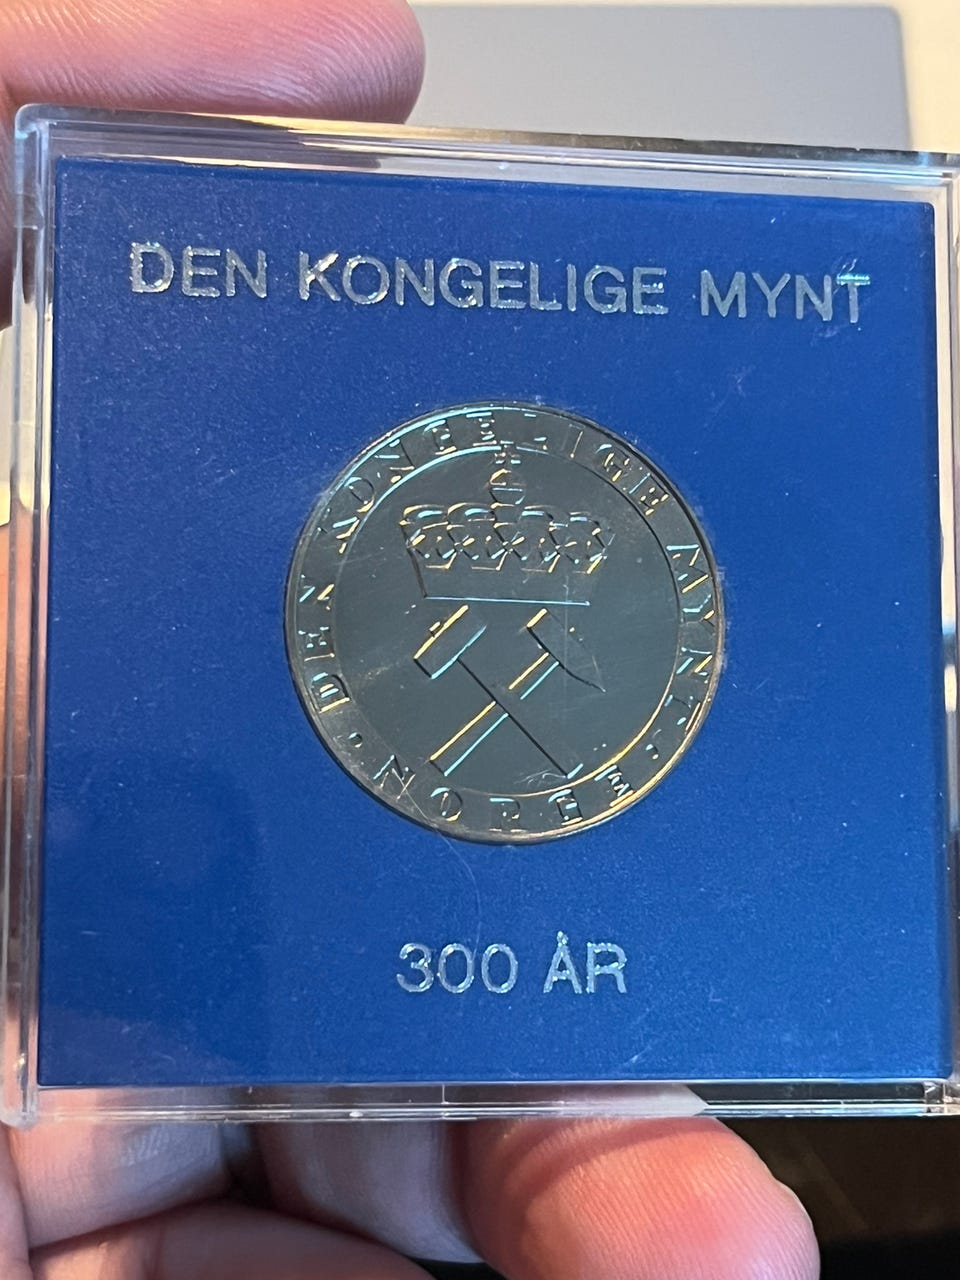 DEN KONGELIGE MYNT
DEN KONGELIGE MYNT
· NORGE ·
300 ÅR